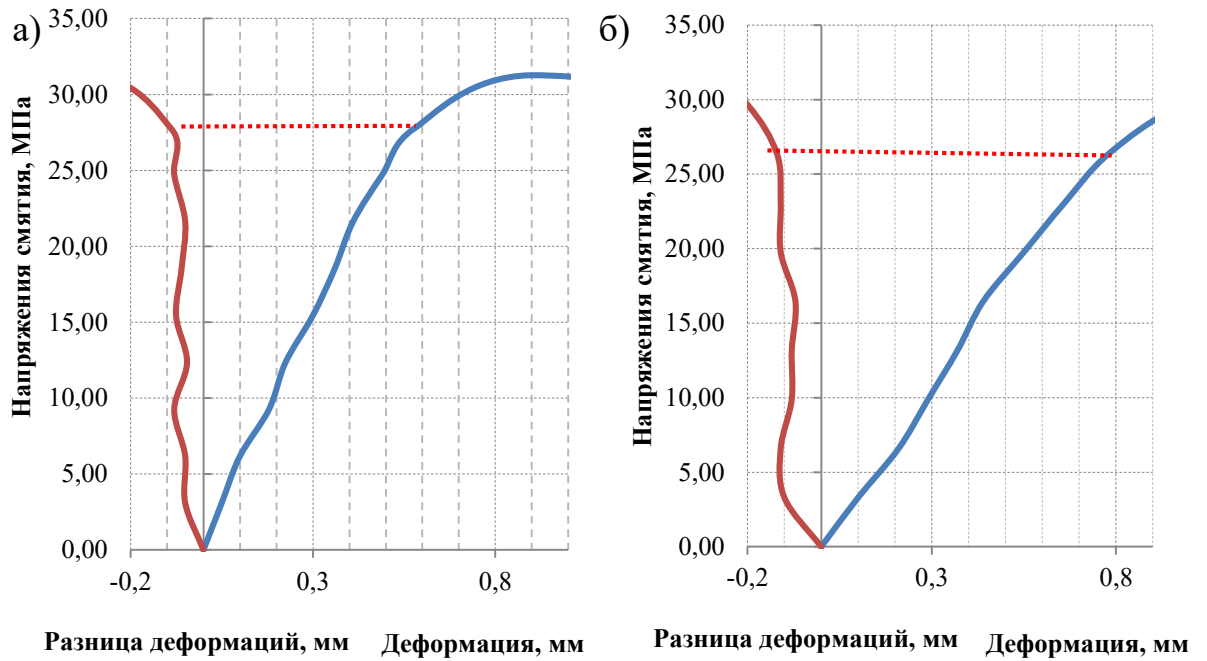 а)
Напряжения смятия, МПа
35,00
30,00
25,00
20,00
15,00
10,00
5,00
0,00
-0,2
0,3
0,8
Разница деформаций, мм
Деформация, мм
б)
Напряжения смятия, МПа
35,00
30,00
25,00
20,00
15,00
10,00
5,00
0,00
-0,2
0,3
0,8
Разница деформаций, мм
Деформация, мм